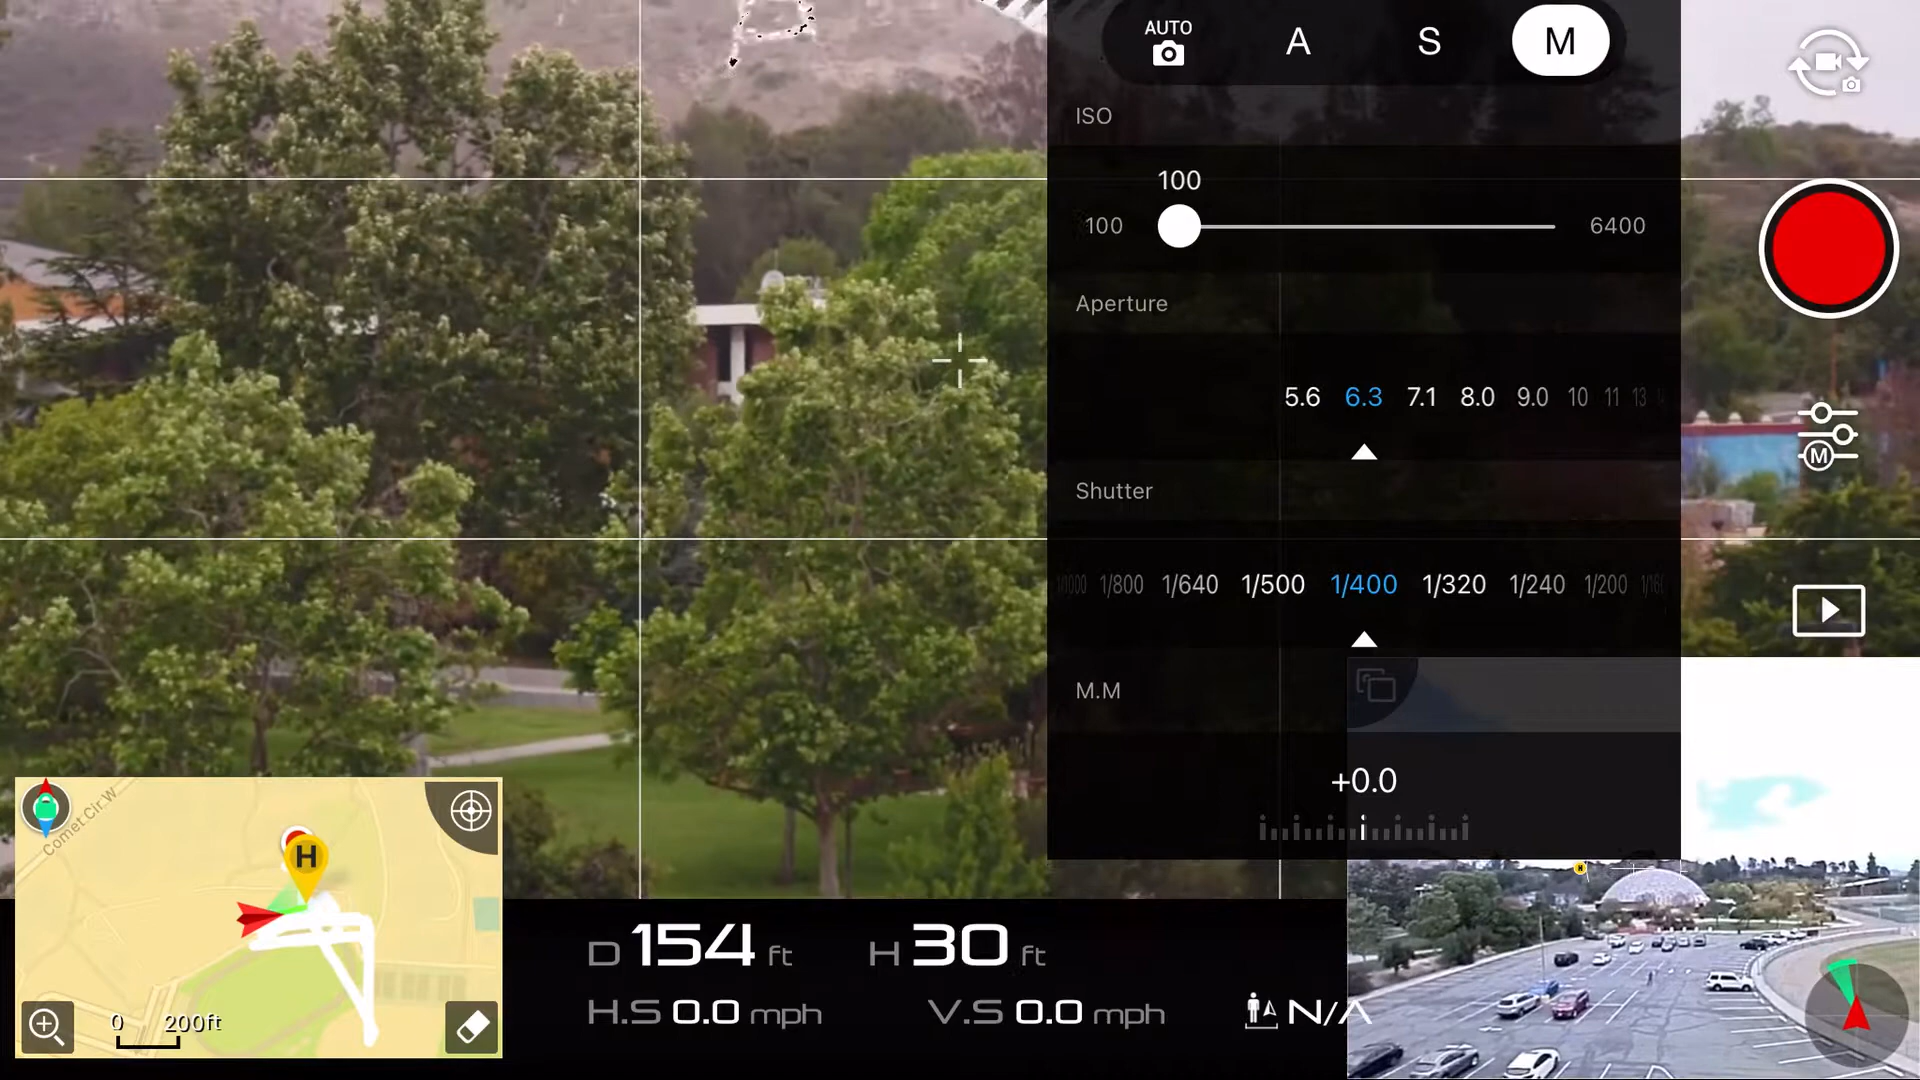 AUTO A S M
ISO
100
100 6400
Aperture
5.6 6.3 7.1 8.0 9.0 10 11 13
Shutter
1/800 1/640 1/500 1/400 1/320 1/240 1/200
M
M.M
+0.0
Comet Cir W
H
0 200ft
D 154 ft H 30 ft
H.S 0.0 mph V.S 0.0 mph N/A
H